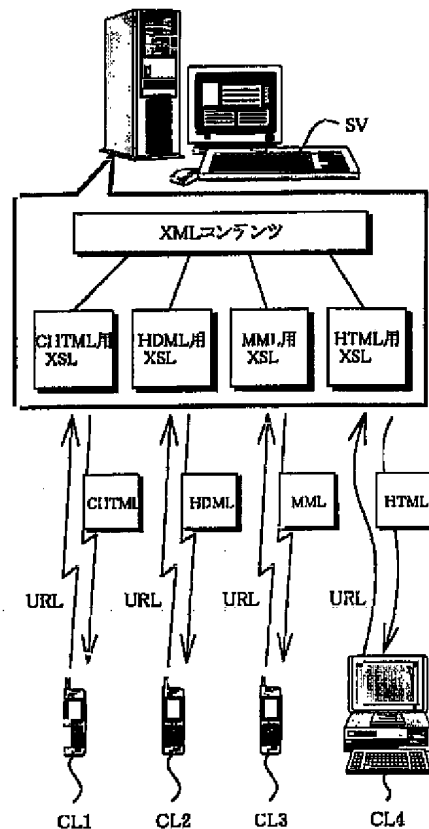 SV
XMLコンテンツ
CHTML用
XSL
HDML用
XSL
MML用
XSL
HTML用
XSL
CHTML
HDML
MML
HTML
URL
URL
URL
URL
CL1
CL2
CL3
CL4